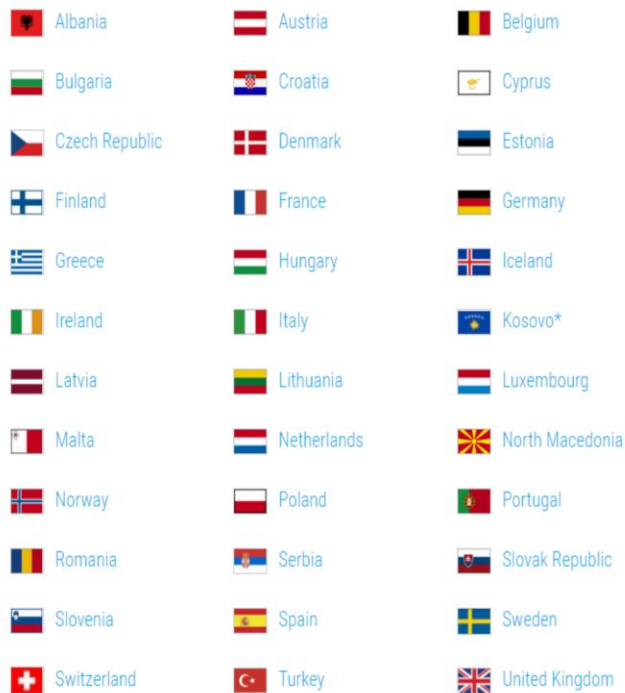 Albania Austria Belgium
Bulgaria Croatia Cyprus
Czech Republic Denmark Estonia
Finland France Germany
Greece Hungary Iceland
Ireland Italy Kosovo*
Latvia Lithuania Luxembourg
Malta Netherlands North Macedonia
Norway Poland Portugal
Romania Serbia Slovak Republic
Slovenia Spain Sweden
Switzerland Turkey United Kingdom